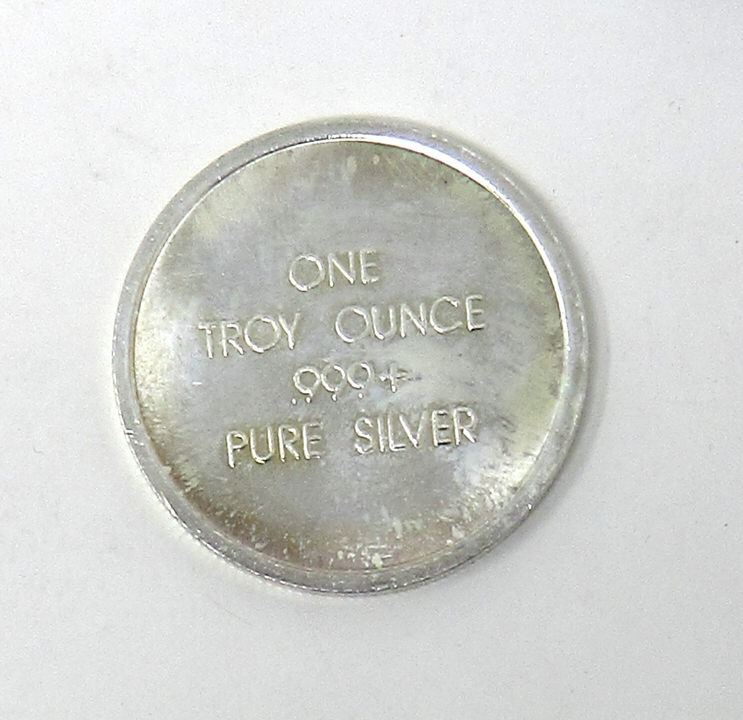 ONE
TROY OUNCE
.999+
PURE SILVER